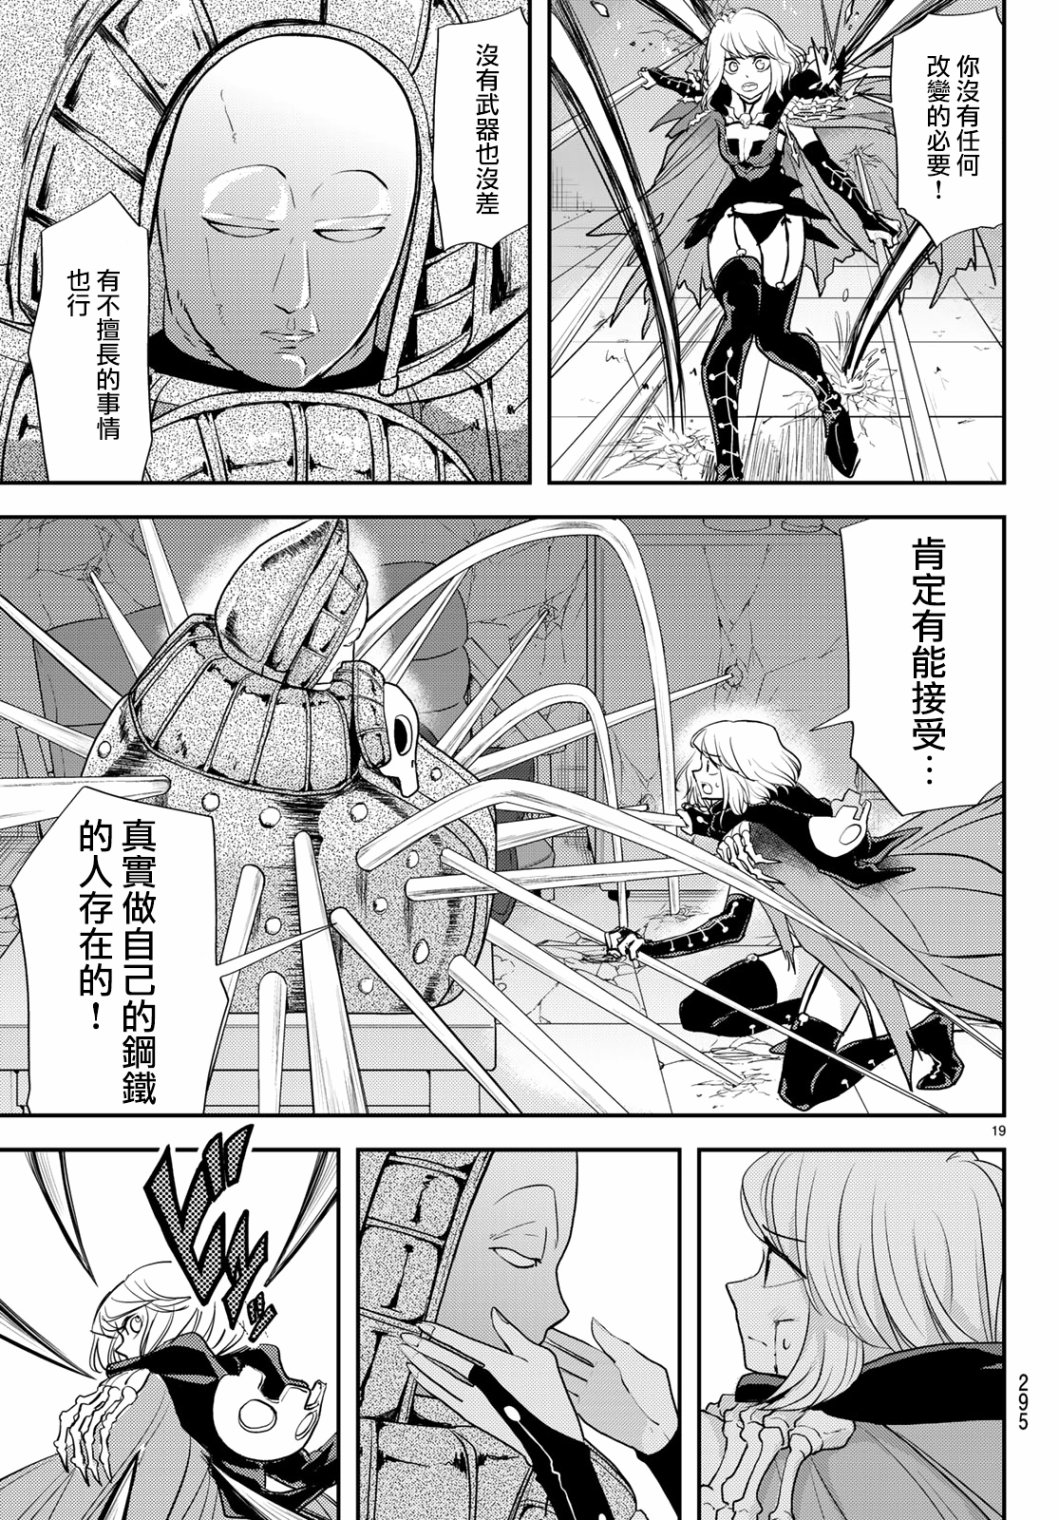 你沒有任何
改變的必要！
沒有武器也沒差
有不擅長的事情
也行
肯定有能接受…
真實做自己的鋼鐵
的人存在的！
19
295